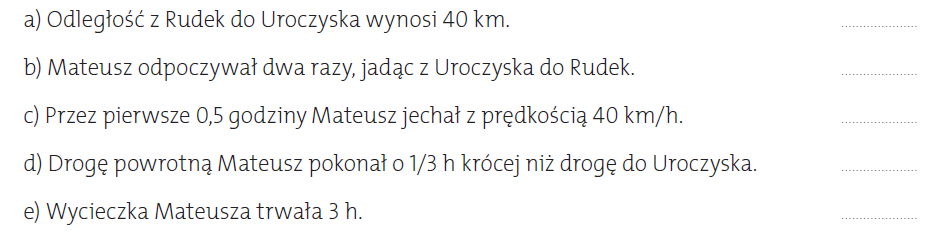 a) Odległość z Rudek do Uroczyska wynosi 40 km. ......................
b) Mateusz odpoczywał dwa razy, jadąc z Uroczyska do Rudek. ......................
c) Przez pierwsze 0,5 godziny Mateusz jechał z prędkością 40 km/h. ......................
d) Drogę powrotną Mateusz pokonał o 1/3 h krócej niż drogę do Uroczyska. ......................
e) Wycieczka Mateusza trwała 3 h. ......................